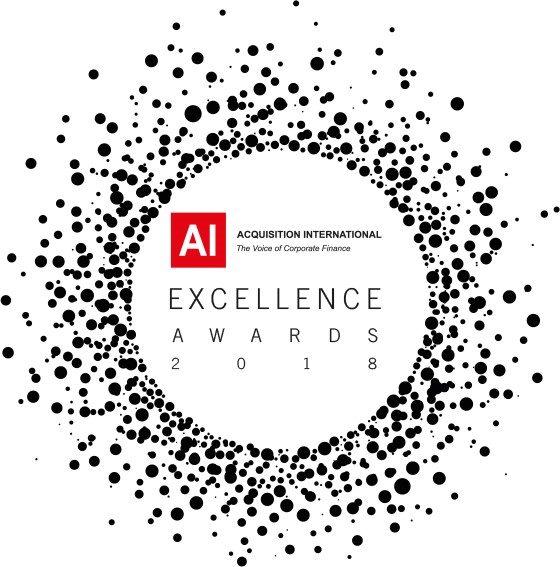 AI
ACQUISITION INTERNATIONAL
The Voice of Corporate Finance
EXCELLENCE
AWARDS
2018